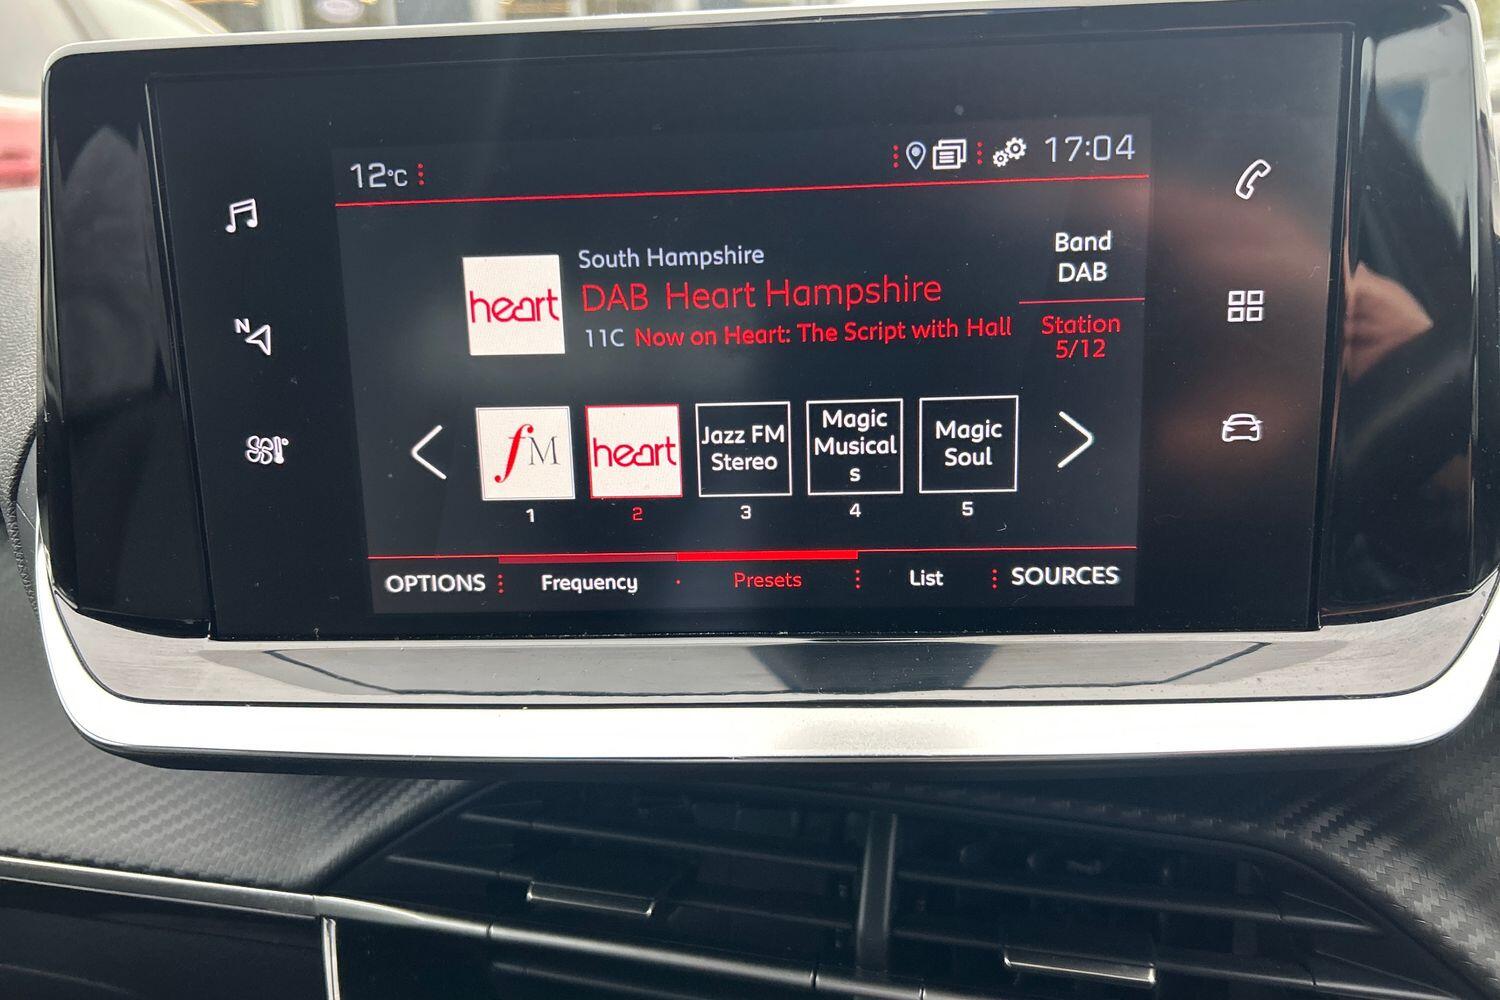 12°C
17:04
South Hampshire
Band
DAB
heart
DAB Heart Hampshire
11C Now on Heart: The Script with Hall
Station
5/12
N
fM
heart
Jazz FM
Stereo
Magic
Musical
s
Magic
Soul
1
2
3
4
5
OPTIONS
Frequency
Presets
List
SOURCES